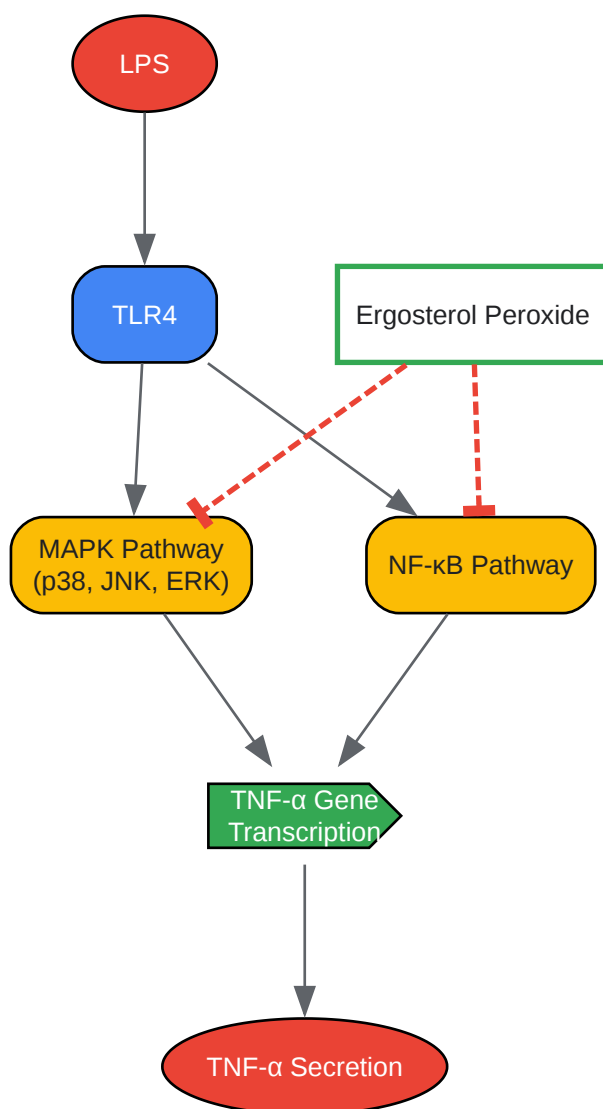 LPS
TLR4
Ergosterol Peroxide
MAPK Pathway
(p38, JNK, ERK)
NF-κB Pathway
TNF-α Gene
Transcription
TNF-α Secretion